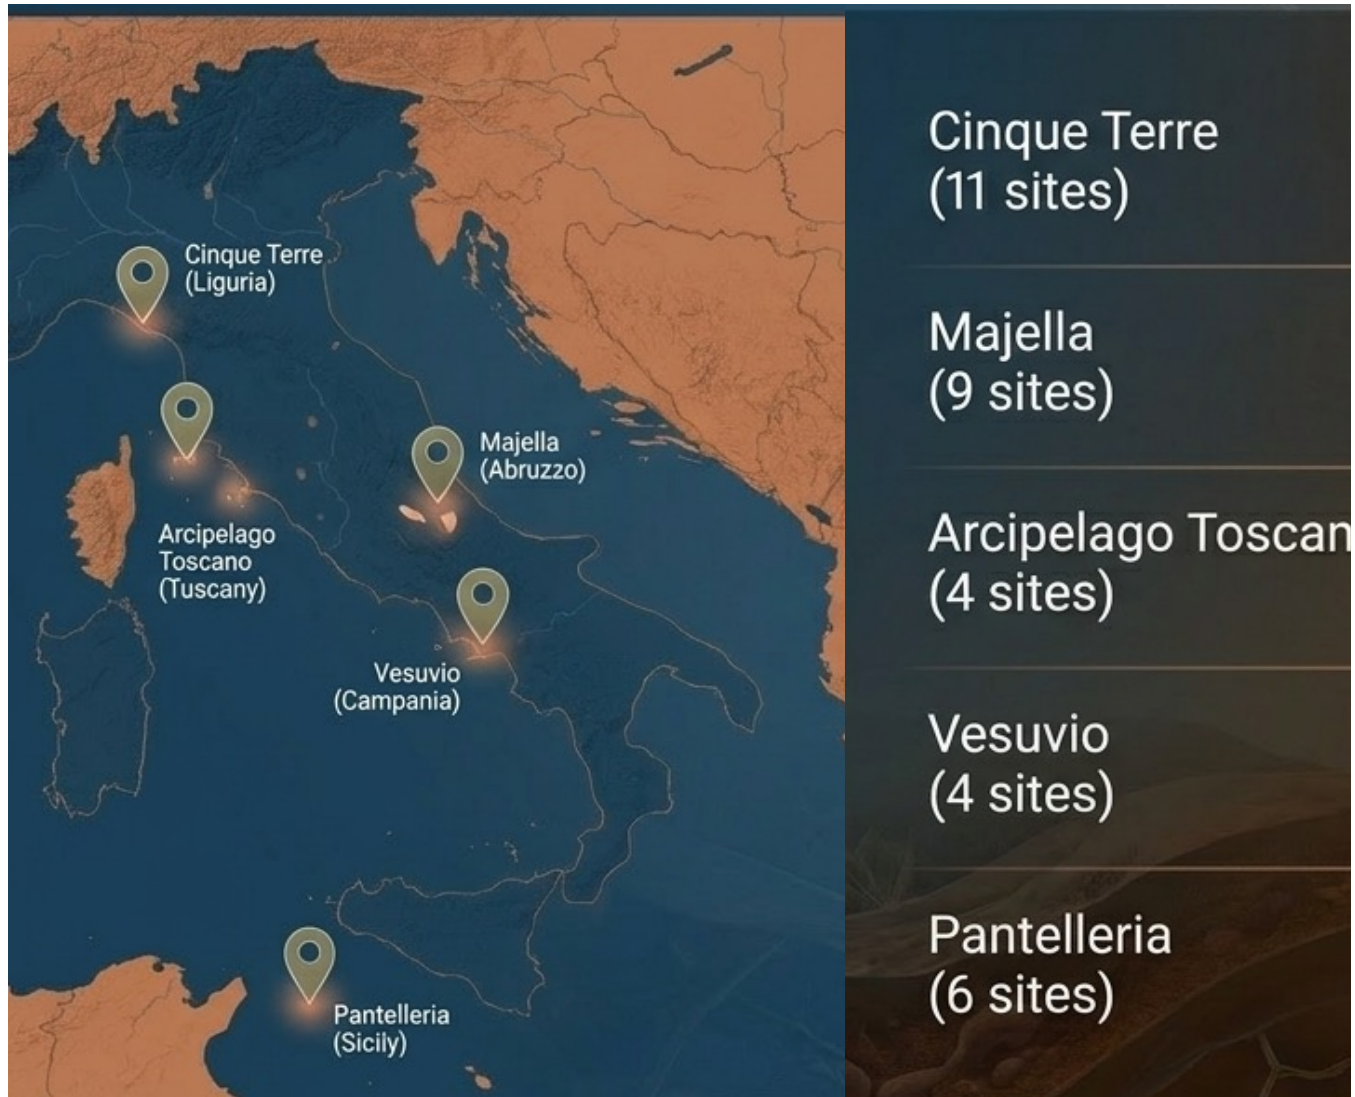 Cinque Terre
(Liguria)
Arcipelago
Toscano
(Tuscany)
Majella
(Abruzzo)
Vesuvio
(Campania)
Pantelleria
(Sicily)
Cinque Terre
(11 sites)
Majella
(9 sites)
Arcipelago Toscan
(4 sites)
Vesuvio
(4 sites)
Pantelleria
(6 sites)